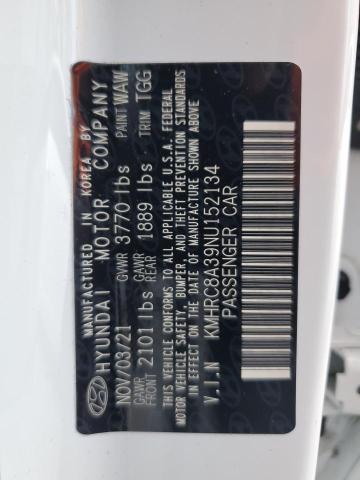 MANUFACTURED IN KOREA BY
HYUNDAI MOTOR COMPANY
NOV/03/21 GVWR 3770 lbs PAINT WAW
GAWR FRONT 2101 lbs GAWR REAR 1889 lbs TRIM TGG
THIS VEHICLE CONFORMS TO ALL APPLICABLE U.S.A. FEDERAL
MOTOR VEHICLE SAFETY, BUMPER, AND THEFT PREVENTION STANDARDS
IN EFFECT ON THE DATE OF MANUFACTURE SHOWN ABOVE
V.I.N KMHRC8A39NU152134
PASSENGER CAR